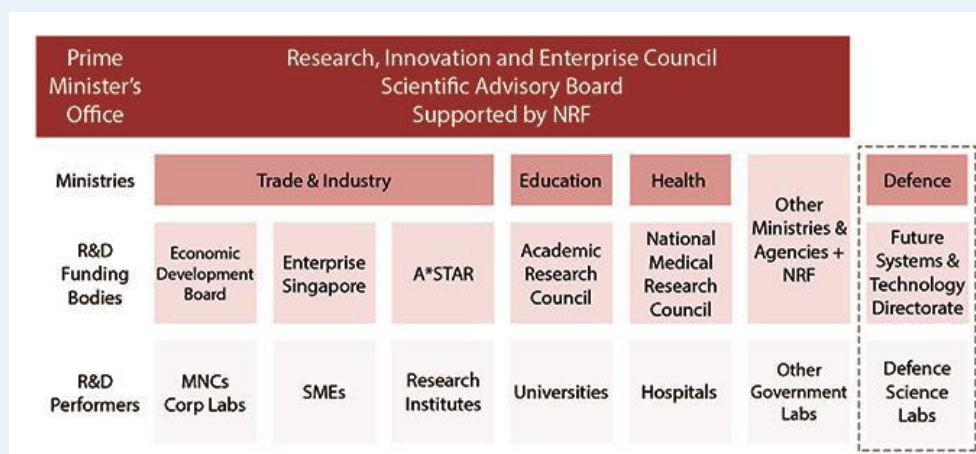 Prime
Minister's
Office
Research, Innovation and Enterprise Council
Scientific Advisory Board
Supported by NRF
Ministries
Trade & Industry
Education
Health
Other
Ministries &
Agencies +
NRF
Defence
R&D
Funding
Bodies
Economic
Development
Board
Enterprise
Singapore
A*STAR
Academic
Research
Council
National
Medical
Research
Council
Future
Systems &
Technology
Directorate
R&D
Performers
MNCs
Corp Labs
SMEs
Research
Institutes
Universities
Hospitals
Other
Government
Labs
Defence
Science
Labs